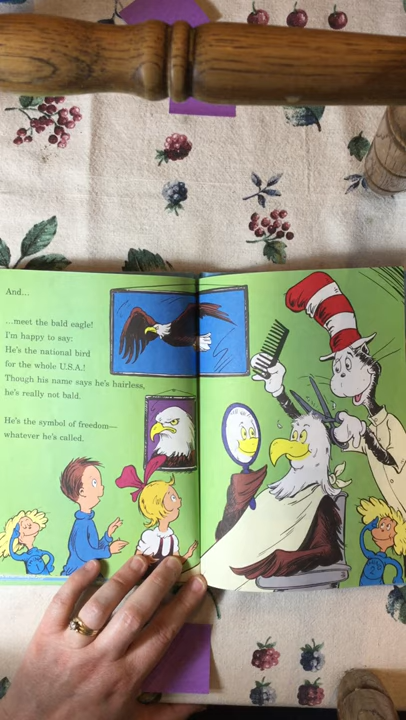 And...
...meet the bald eagle!
I'm happy to say:
He's the national bird
for the whole U.S.A.!
Though his name says he's hairless,
he's really not bald.
He's the symbol of freedom—
whatever he's called.